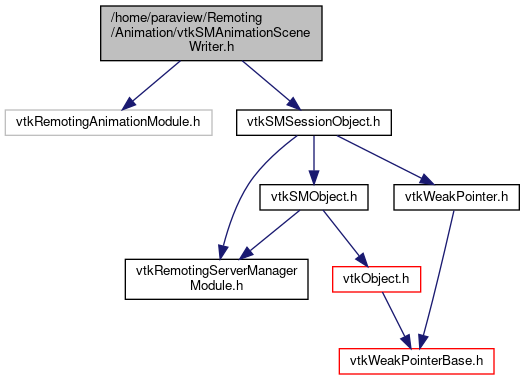 /home/paraview/Remoting
/Animation/vtkSMAnimationScene
Writer.h
vtkRemotingAnimationModule.h
vtkSMSessionObject.h
vtkSMObject.h
vtkWeakPointer.h
vtkRemotingServerManager
Module.h
vtkObject.h
vtkWeakPointerBase.h